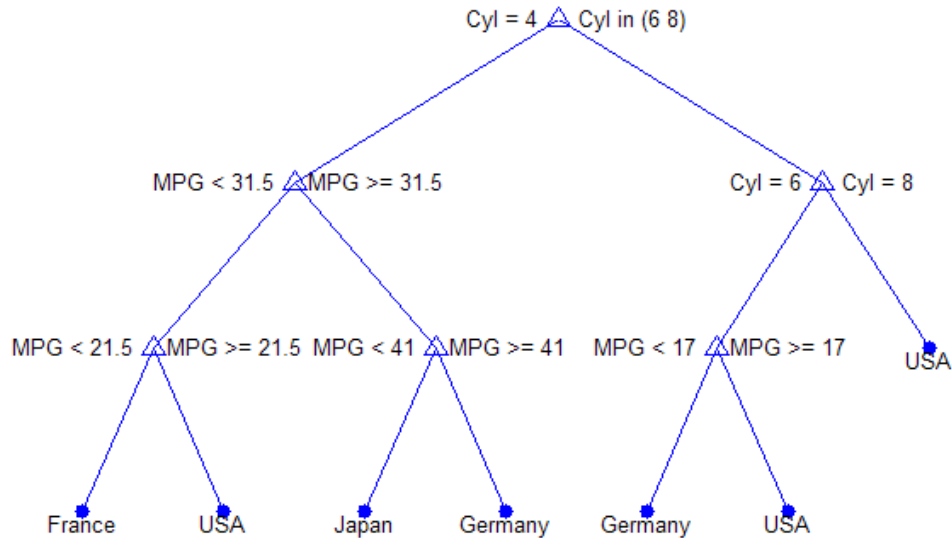 Cyl = 4 Cyl in (6 8)
MPG < 31.5 MPG >= 31.5 Cyl = 6 Cyl = 8
MPG < 21.5 MPG >= 21.5 MPG < 41 MPG >= 41 MPG < 17 MPG >= 17
USA
France USA Japan Germany Germany USA